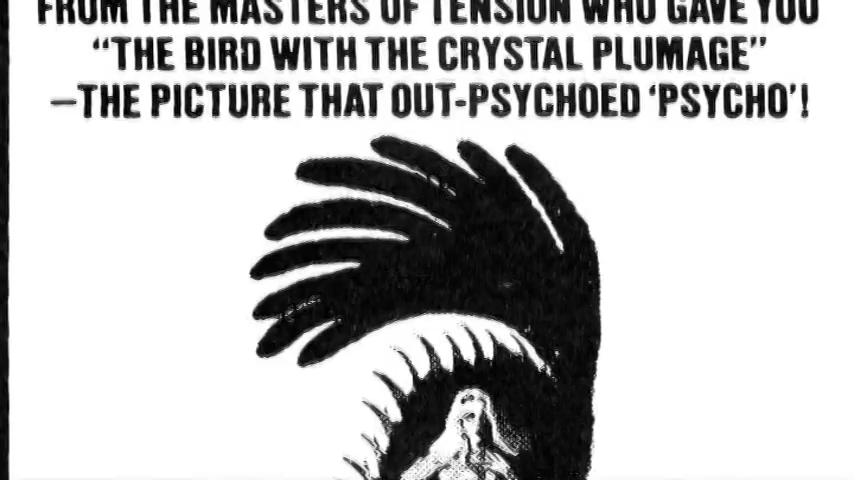 FROM THE MASTERS OF TENSION WHO GAVE YOU
“THE BIRD WITH THE CRYSTAL PLUMAGE”
—THE PICTURE THAT OUT-PSYCHOED ‘PSYCHO’!